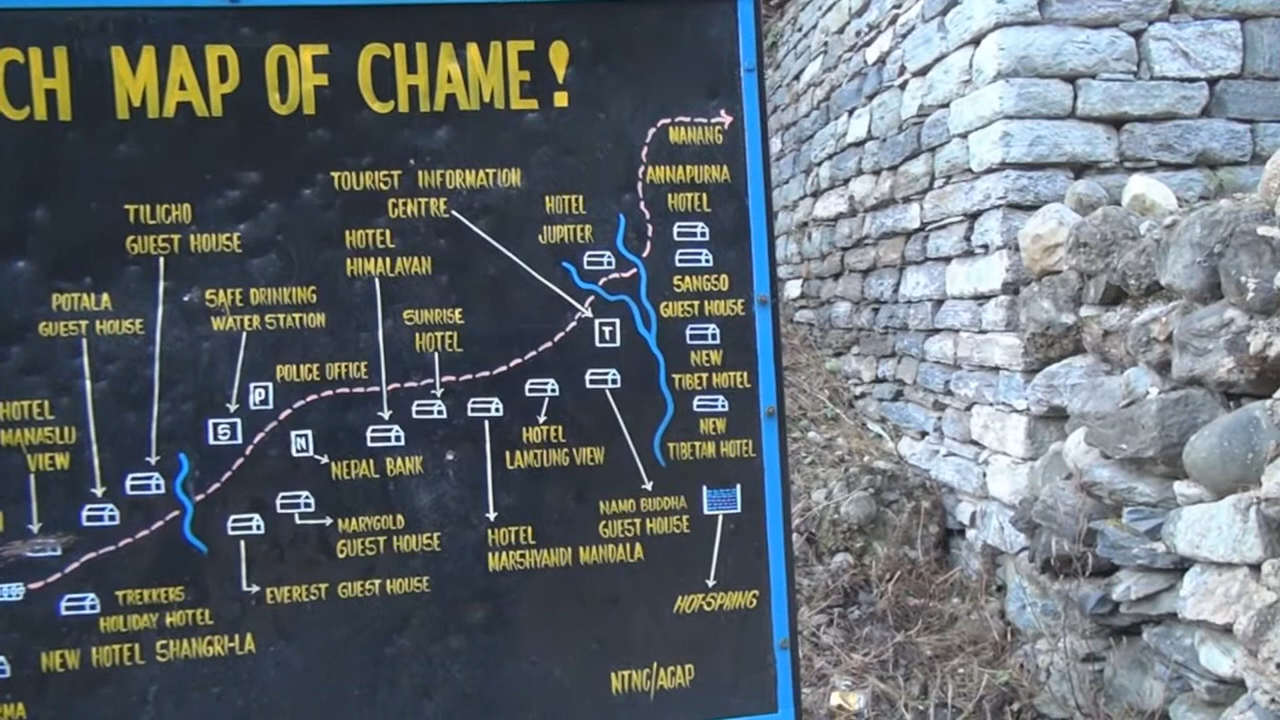 CH MAP OF CHAME!
MANANG
ANNAPURNA
HOTEL
TOURIST INFORMATION
CENTRE
HOTEL
JUPITER
TILICHO
GUEST HOUSE
HOTEL
HIMALAYAN
SANGSO
GUEST HOUSE
POTALA
GUEST HOUSE
SAFE DRINKING
WATER STATION
SUNRISE
HOTEL
T
NEW
TIBET HOTEL
POLICE OFFICE
P
HOTEL
MANASLU
VIEW
S
N
NEPAL BANK
HOTEL
LAMJUNG VIEW
NEW
TIBETAN HOTEL
MARYGOLD
GUEST HOUSE
HOTEL
MARSHYANDI MANDALA
NAMO BUDDHA
GUEST HOUSE
EVEREST GUEST HOUSE
HOT-SPRING
TREKKERS
HOLIDAY HOTEL
NEW HOTEL SHANGRI-LA
NTNC/ACAP